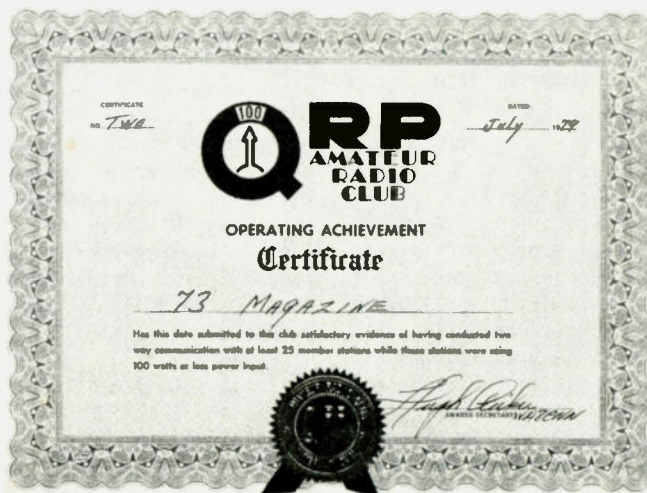 CERTIFICATE
NO. Two
DATED
July 1979
100
QRP
AMATEUR
RADIO
CLUB
OPERATING ACHIEVEMENT
Certificate
73 MAGAZINE
Has this date submitted to this club satisfactory evidence of having conducted two
way communication with at least 25 member stations while these stations were using
100 watts or less power input.
AWARDS SECRETARY